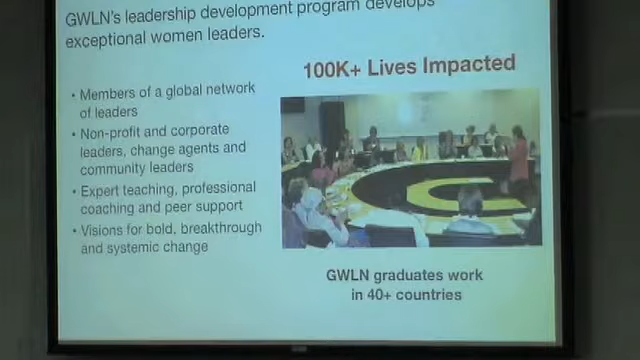 GWLN's leadership development program develops
exceptional women leaders.
100K+ Lives Impacted
• Members of a global network
of leaders
• Non-profit and corporate
leaders, change agents and
community leaders
• Expert teaching, professional
coaching and peer support
• Visions for bold, breakthrough
and systemic change
GWLN graduates work
in 40+ countries